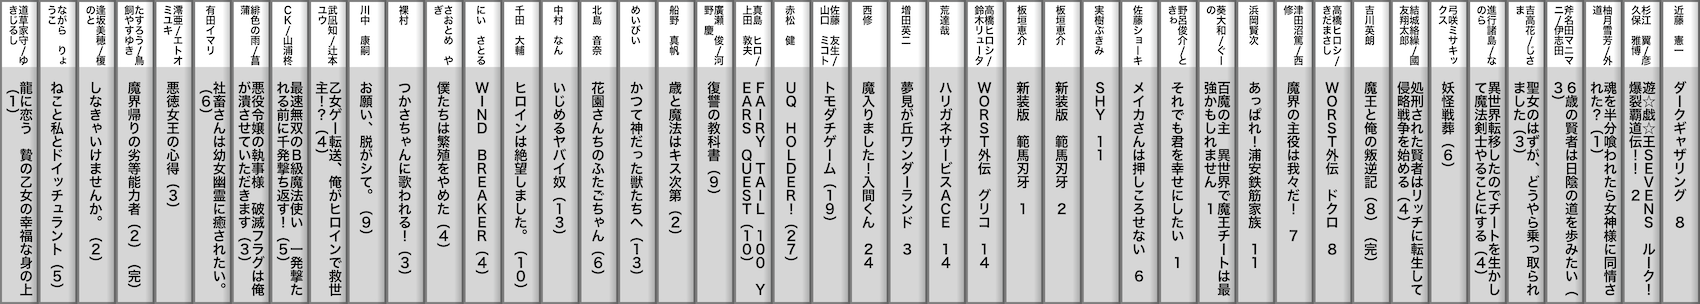 近藤　憲一
ダークギャザリング　8
杉江　翼/彦
久保　雅博
遊☆戯☆王SEVENS　ルーク！
爆裂覇道伝！！　2
柚月雪芳/外
道
魂を半分喰われたら女神様に同情さ
れた？（1）
斧名田マニマ
ニ/伊志田
6歳の賢者は日陰の道を歩みたい（
3）
吉高花/じさ
ま
聖女のはずが、どうやら乗っ取られ
ました（3）
進行諸島/な
のら
異世界転移したのでチートを生かし
て魔法剣士やることにする（4）
弓咲ミサキッ
クス
妖怪戦葬（6）
結城絡繰/國
友翔太郎
処刑された賢者はリッチに転生して
侵略戦争を始める（4）
吉川英朗
魔王と俺の叛逆記（8）（完）
高橋ヒロシ/
きだまさし
WORST外伝　ドクロ　8
津田沼篤/西
修
魔界の主役は我々だ！　7
浜岡賢次
あっぱれ！浦安鉄筋家族　11
葵大和/ぐー
の
百魔の主　異世界で魔王チートは最
強かもしれません　1
野呂俊介/と
きわ
それでも君を幸せにしたい　1
佐藤ショーキ
メイカさんは押しころせない　6
実樹ぶきみ
SHY　11
板垣恵介
新装版　範馬刃牙　2
板垣恵介
新装版　範馬刃牙　1
高橋ヒロシ/
鈴木リュータ
WORST外伝　グリコ　14
荒達哉
ハリガネサービスACE　14
増田英二
夢見が丘ワンダーランド　3
西修
魔入りました！入間くん　24
佐藤　友生/
山口　ミコト
トモダチゲーム（19）
赤松　健
UQ　HOLDER！（27）
真島　ヒロ/
上田　敦夫
FAIRY　TAIL　100　Y
EARS　QUEST（10）
廣瀬　俊/河
野　慶
復讐の教科書（9）
船野　真帆
歳と魔法はキス次第（2）
めいびい
かつて神だった獣たちへ（13）
北島　音奈
花園さんちのふたごちゃん（6）
中村　なん
いじめるヤバイ奴（13）
千田　大輔
ヒロインは絶望しました。（10）
にい　さとる
WIND　BREAKER（4）
さおとめ　や
ぎ
僕たちは繁殖をやめた（4）
裸村
つかさちゃんに歌われる！（3）
川中　康嗣
お願い、脱がシて。（9）
武凪知/辻本
ユウ
乙女ゲー転送、俺がヒロインで救世
主！？（4）
CK/山浦柊
最速無双のB級魔法使い　一発撃た
れる前に千発撃ち返す！（5）
緋色の雨/菖
蒲
悪役令嬢の執事様　破滅フラグは俺
が潰させていただきます（3）
有田イマリ
社畜さんは幼女幽霊に癒されたい。
（6）
澪亜/エトオ
ミユキ
悪徳女王の心得（3）
たすろう/鳥
飼やすゆき
魔界帰りの劣等能力者（2）（完）
逢坂美穂/榎
のと
しなきゃいけませんか。（2）
ながら　りょ
うこ
ねこと私とドイッチュラント（5）
道草家守/ゆ
きじるし
龍に恋う　贄の乙女の幸福な身の上
（1）